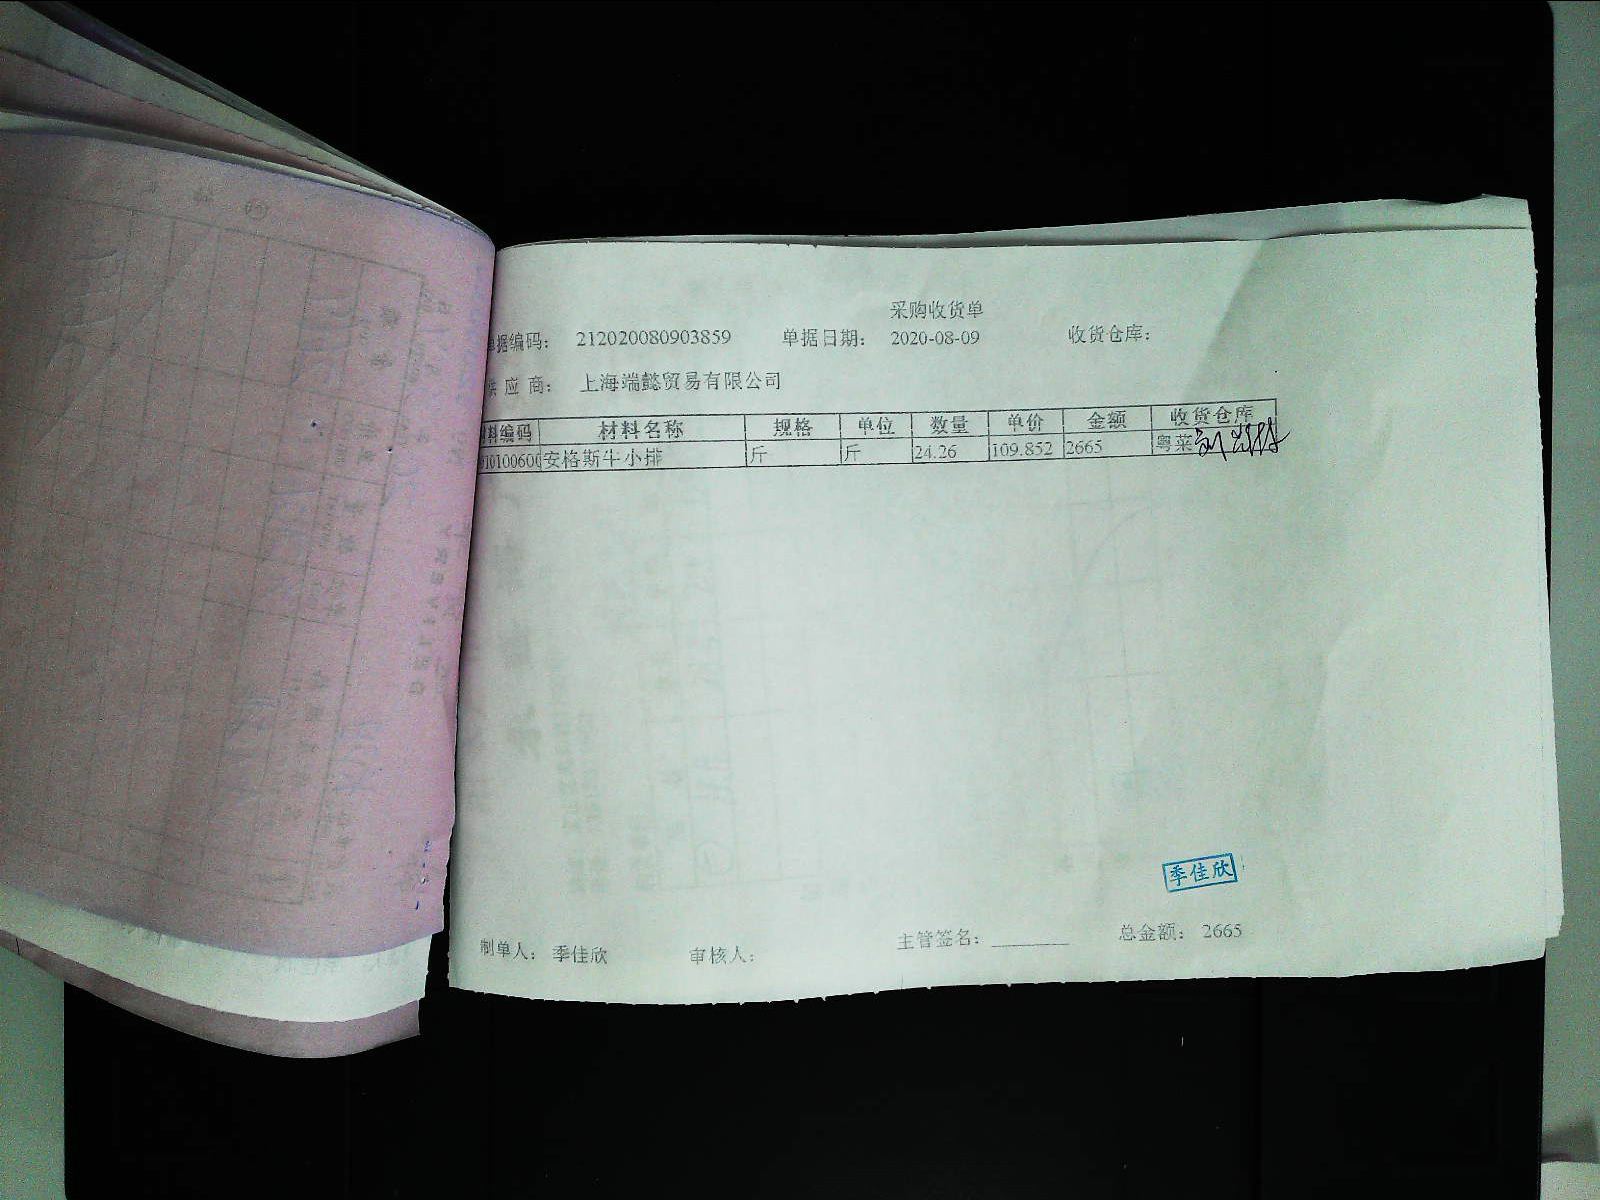 采购收货单
单据编码： 212020080903859 单据日期： 2020-08-09 收货仓库：
供应商： 上海端懿贸易有限公司
材料编码 材料名称 规格 单位 数量 单价 金额 收货仓库
10100600 安格斯牛小排 斤 斤 24.26 109.852 2665 粤菜
季佳欣
制单人： 季佳欣 审核人： 主管签名： 总金额： 2665